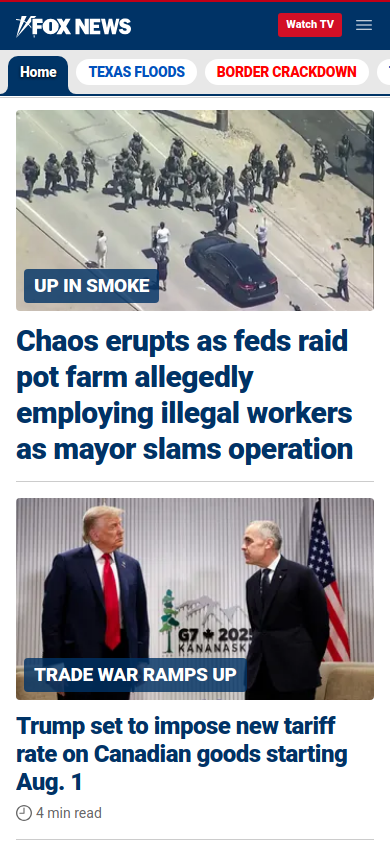 FOX NEWS
Watch TV
Home
TEXAS FLOODS
BORDER CRACKDOWN
UP IN SMOKE
Chaos erupts as feds raid
pot farm allegedly
employing illegal workers
as mayor slams operation
G7 2025
KANANASKIS
TRADE WAR RAMPS UP
Trump set to impose new tariff
rate on Canadian goods starting
Aug. 1
4 min read